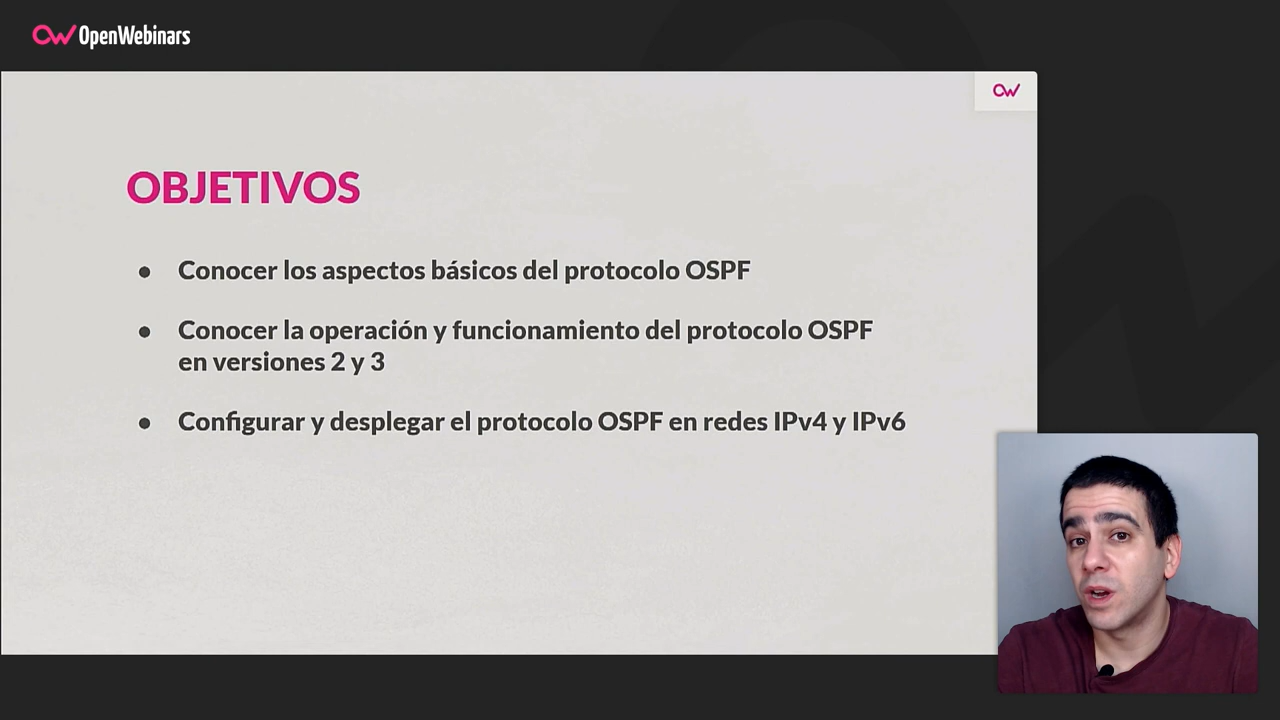 OpenWebinars
OBJETIVOS
● Conocer los aspectos básicos del protocolo OSPF
● Conocer la operación y funcionamiento del protocolo OSPF
en versiones 2 y 3
● Configurar y desplegar el protocolo OSPF en redes IPv4 y IPv6